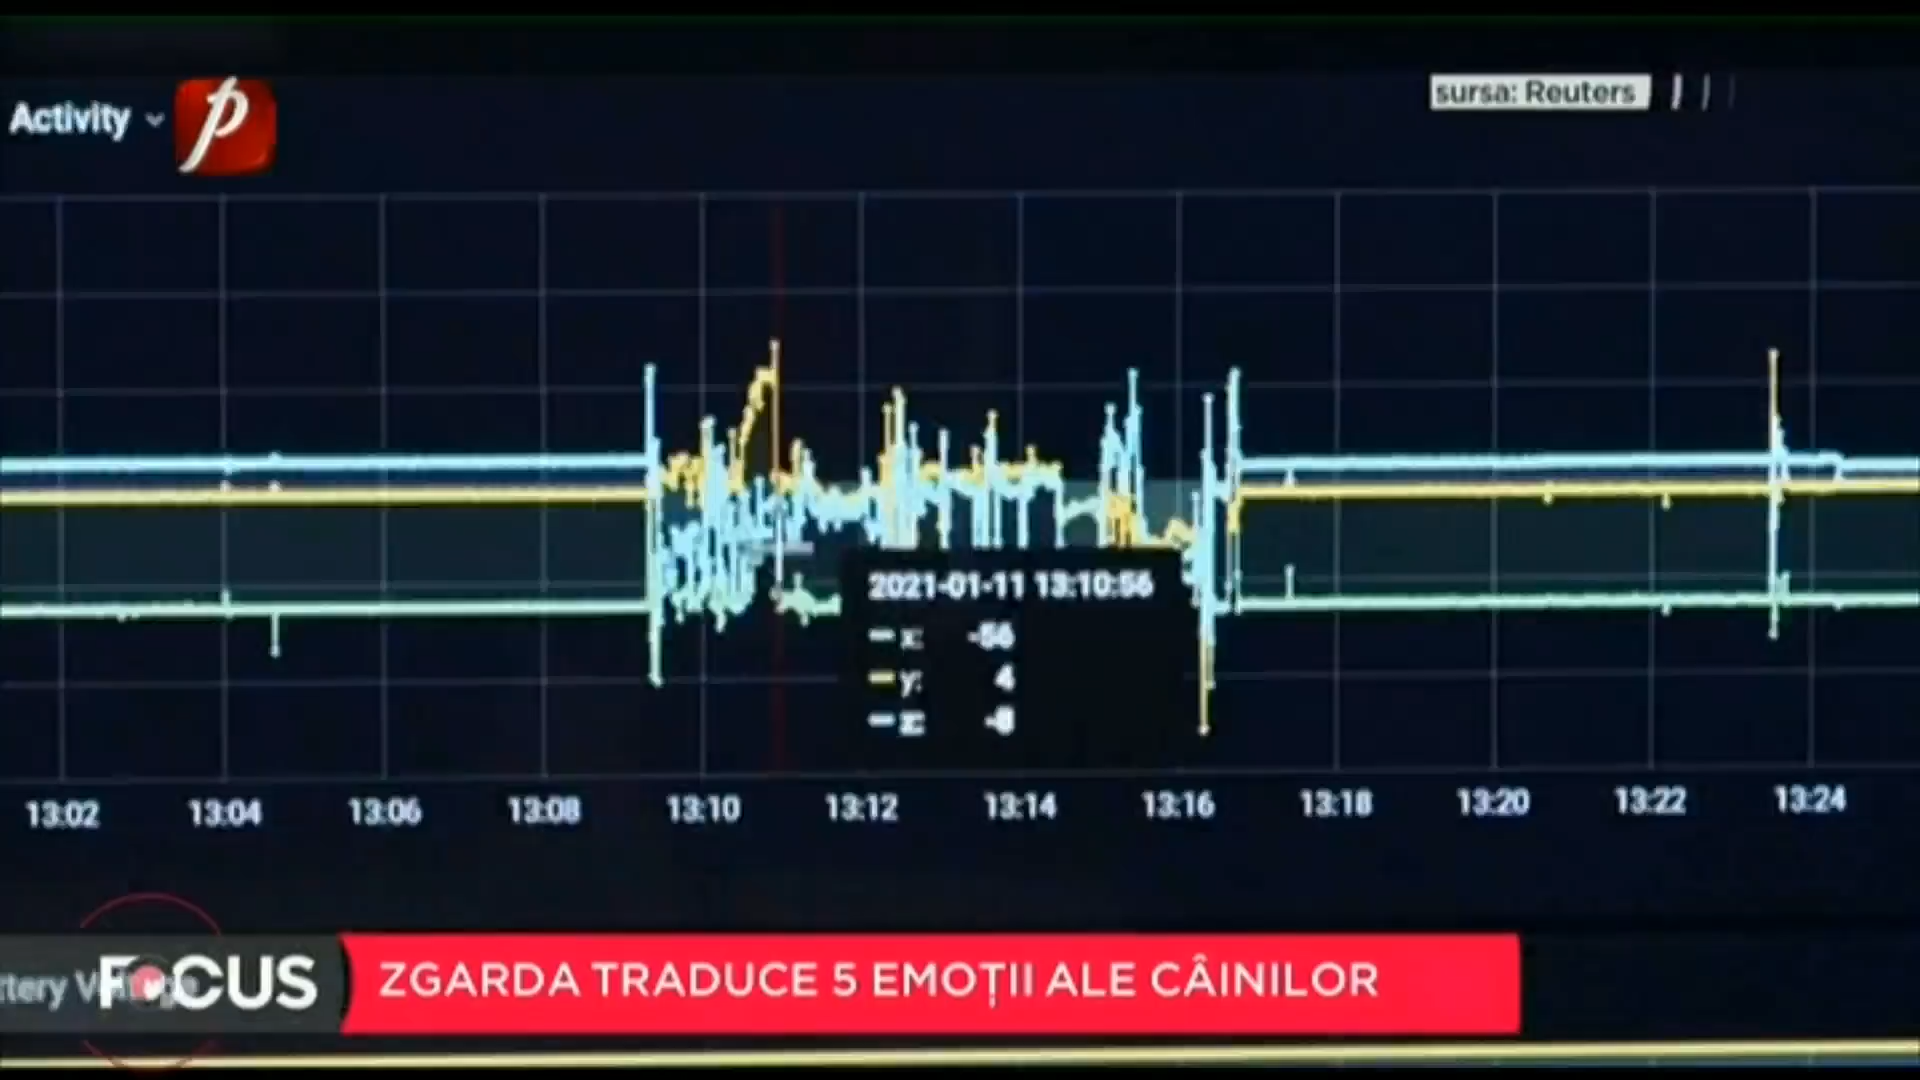 Activity
p
sursa: Reuters
2021-01-11 13:10:56
x: -56
y: 4
z: -8
13:02 13:04 13:06 13:08 13:10 13:12 13:14 13:16 13:18 13:20 13:22 13:24
FOCUS
ZGARDA TRADUCE 5 EMOȚII ALE CÂINILOR